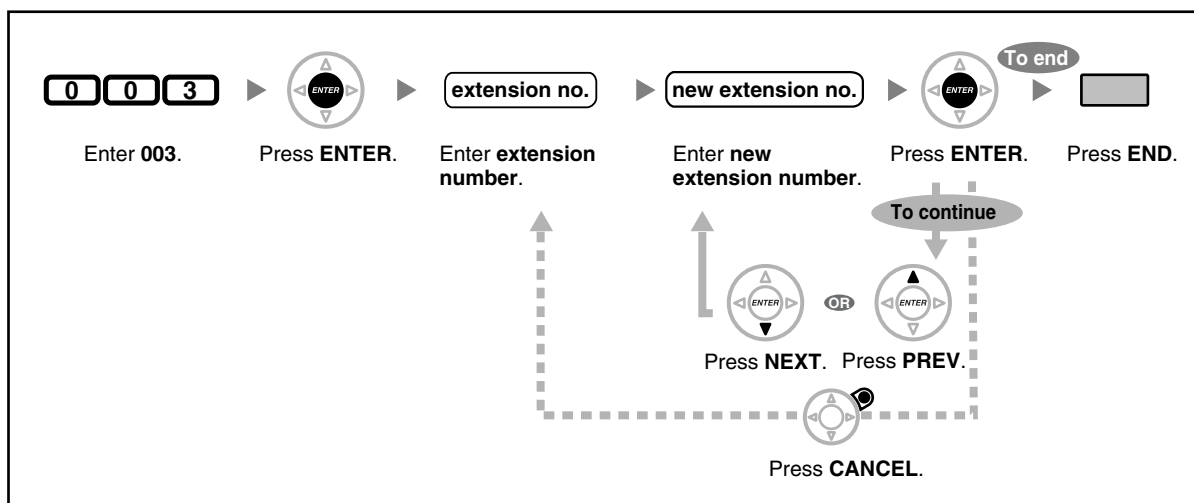 To end
0 0 3
ENTER
extension no.
new extension no.
ENTER
Enter 003.
Press ENTER.
Enter extension
number.
Enter new
extension number.
Press ENTER.
Press END.
To continue
ENTER
OR
ENTER
Press NEXT.
Press PREV.
Press CANCEL.